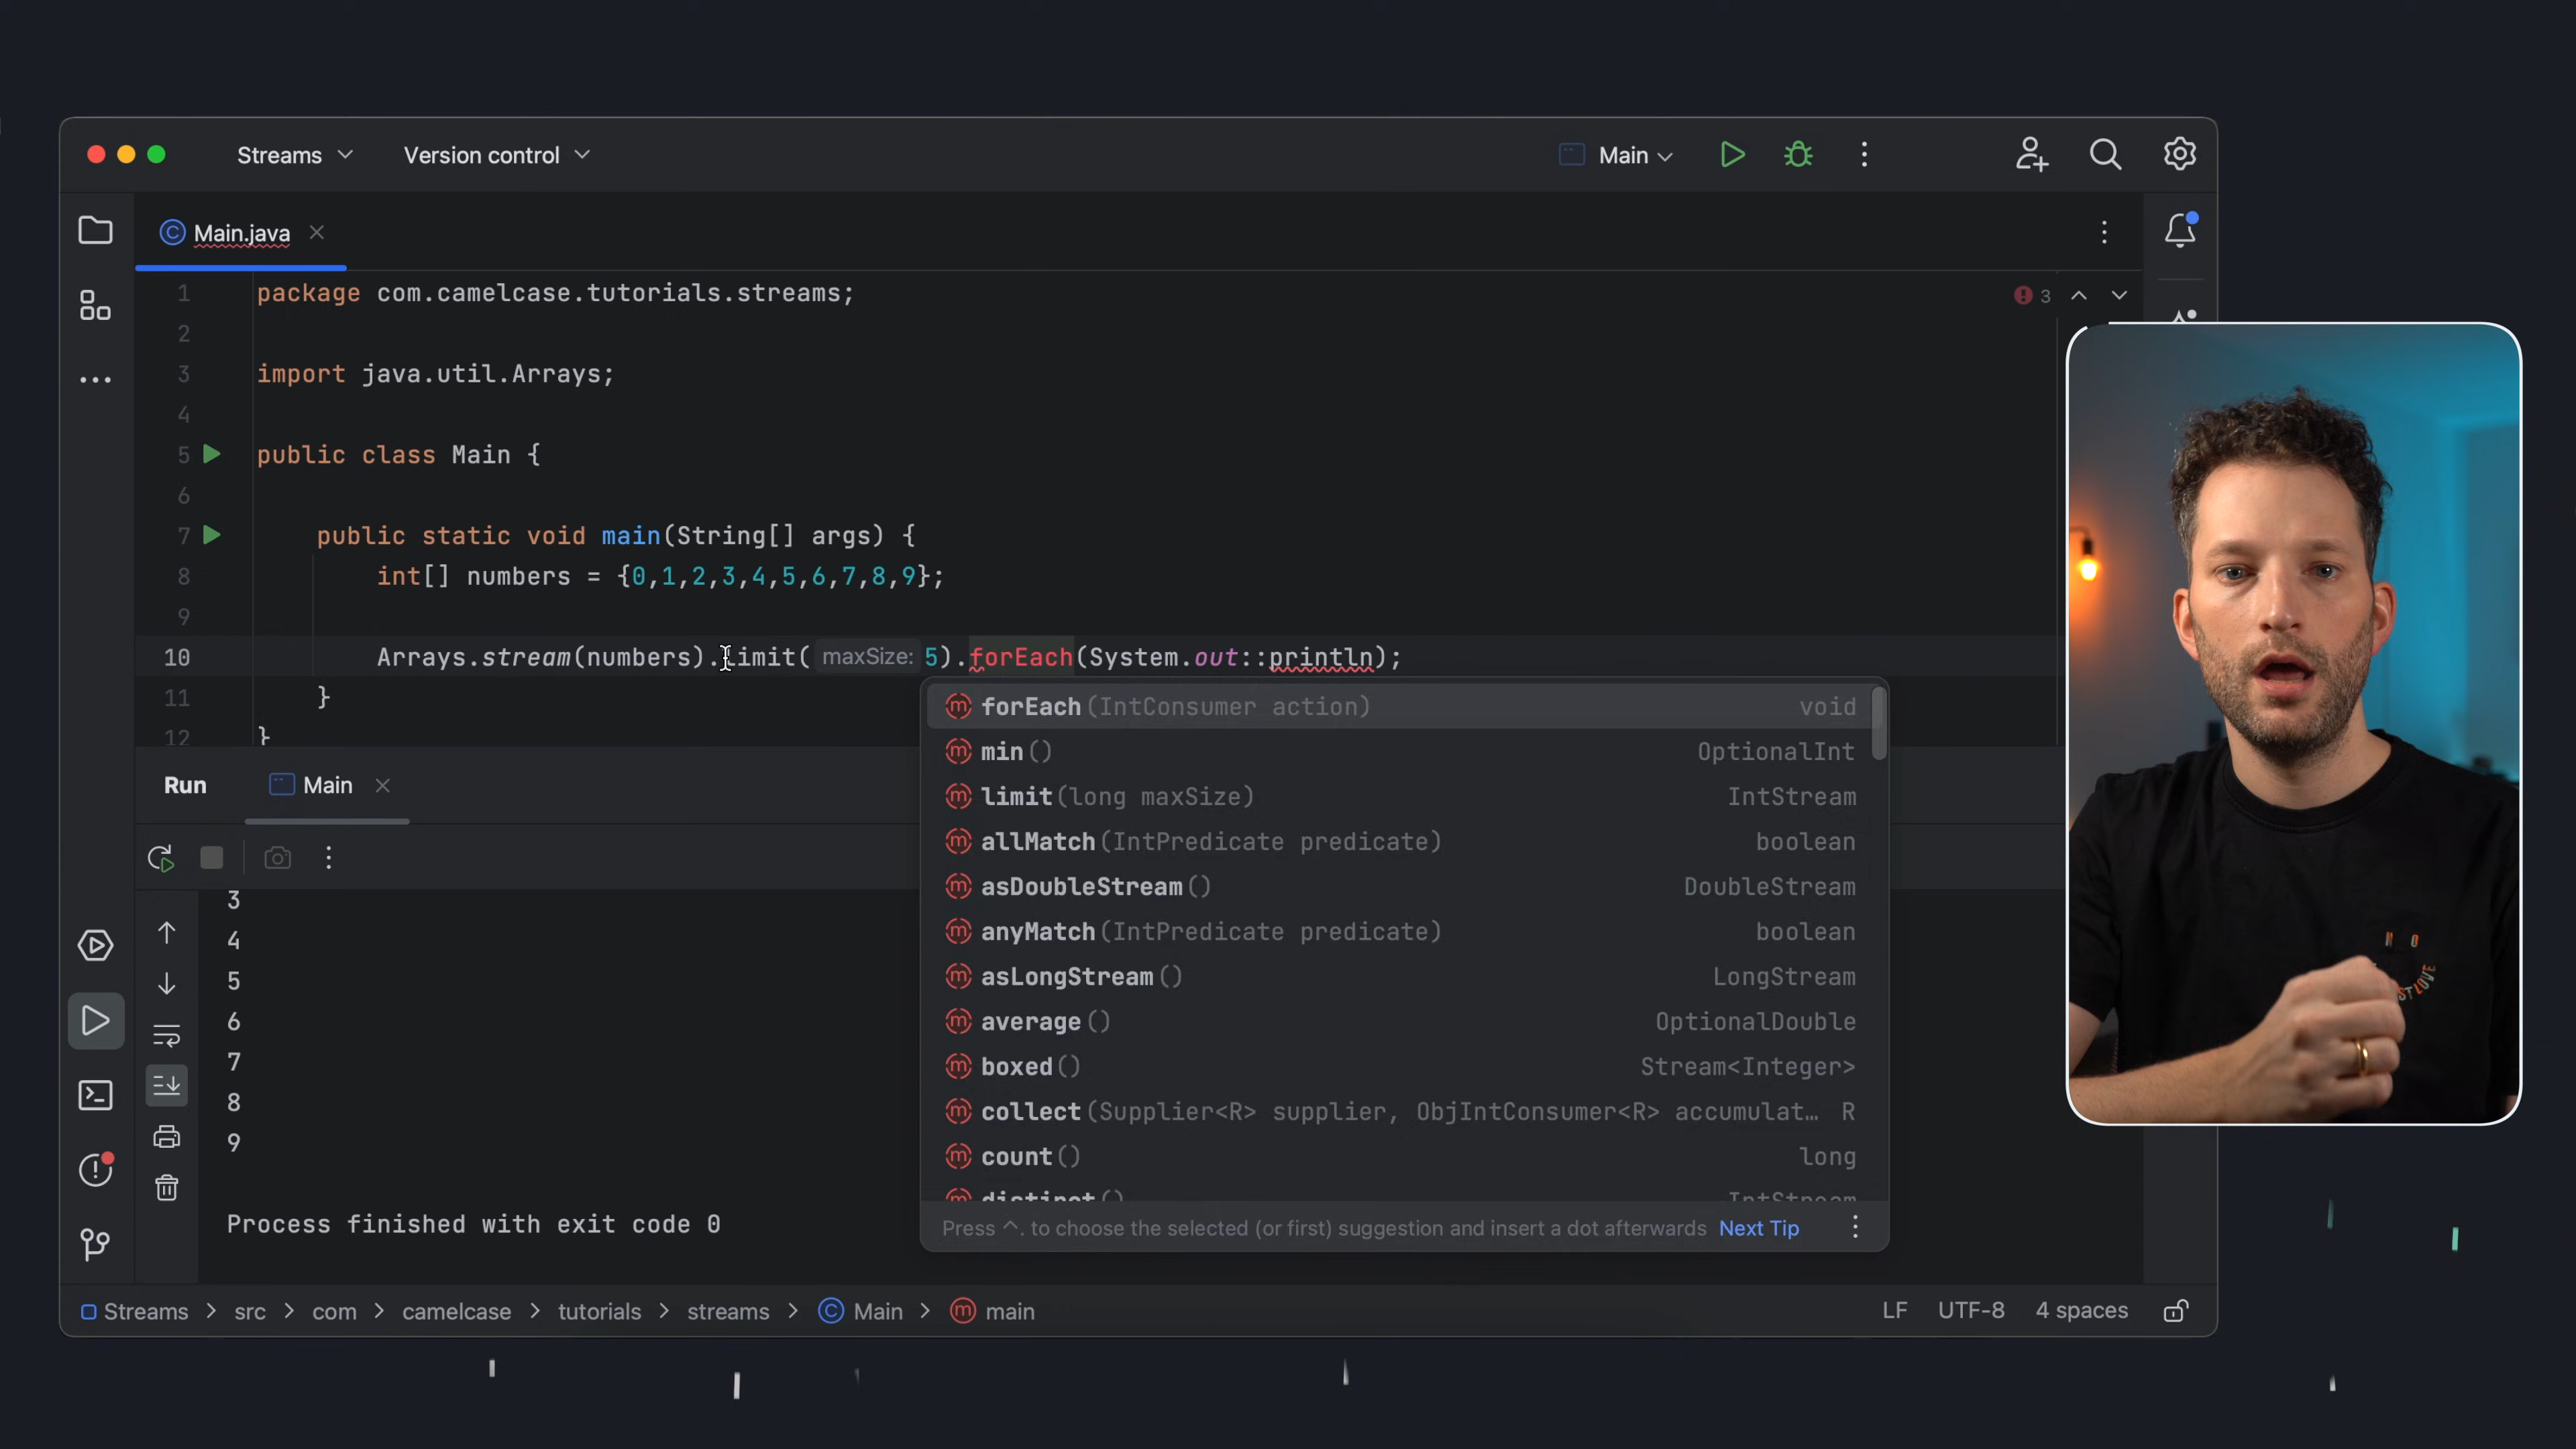 Streams
Version control
Main
Main.java
3
1 package com.camelcase.tutorials.streams;
2
3 import java.util.Arrays;
4
5 public class Main {
6
7 public static void main(String[] args) {
8 int[] numbers = {0,1,2,3,4,5,6,7,8,9};
9
10 Arrays.stream(numbers).limit( maxSize: 5).forEach(System.out::println);
11 }
12 }
forEach(IntConsumer action) void
min() OptionalInt
limit(long maxSize) IntStream
allMatch(IntPredicate predicate) boolean
asDoubleStream() DoubleStream
anyMatch(IntPredicate predicate) boolean
asLongStream() LongStream
average() OptionalDouble
boxed() Stream<Integer>
collect(Supplier<R> supplier, ObjIntConsumer<R> accumulat… R
count() long
distinct() IntStream
Press ^. to choose the selected (or first) suggestion and insert a dot afterwards Next Tip
Run Main
3
4
5
6
7
8
9
Process finished with exit code 0
Streams > src > com > camelcase > tutorials > streams > Main > main
LF UTF-8 4 spaces